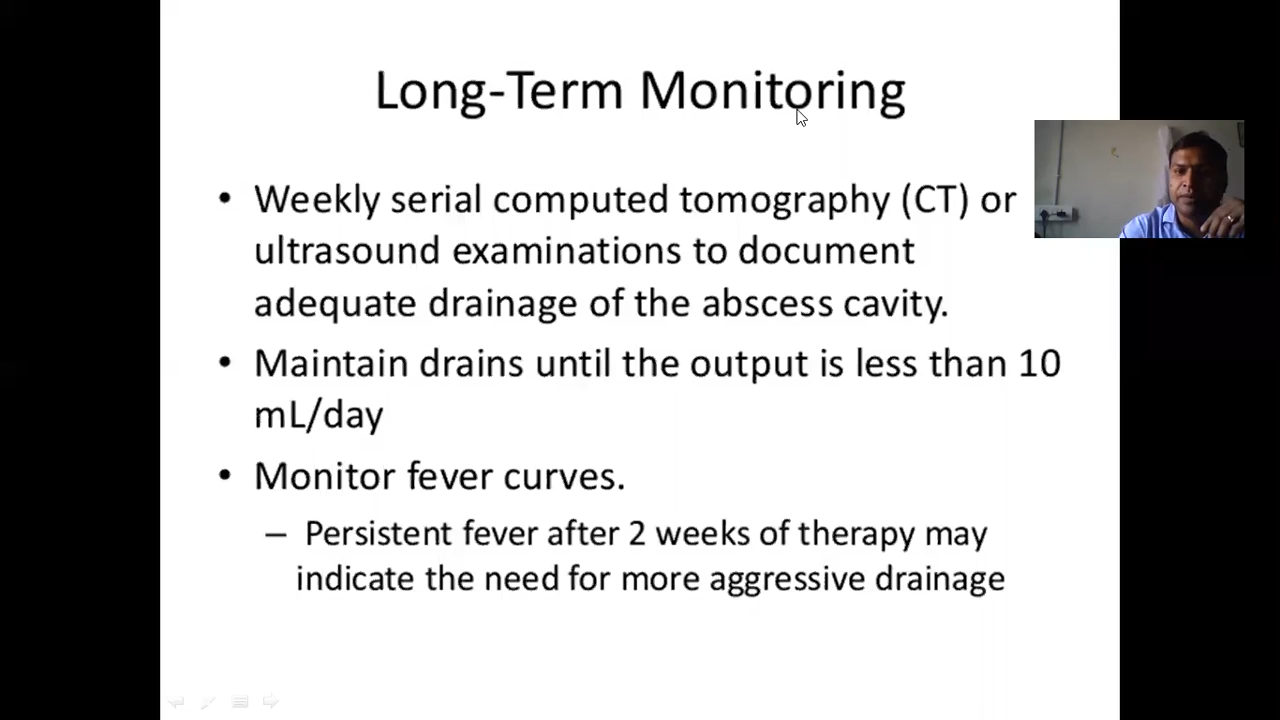 Long-Term Monitoring
• Weekly serial computed tomography (CT) or
ultrasound examinations to document
adequate drainage of the abscess cavity.
• Maintain drains until the output is less than 10
mL/day
• Monitor fever curves.
– Persistent fever after 2 weeks of therapy may
indicate the need for more aggressive drainage